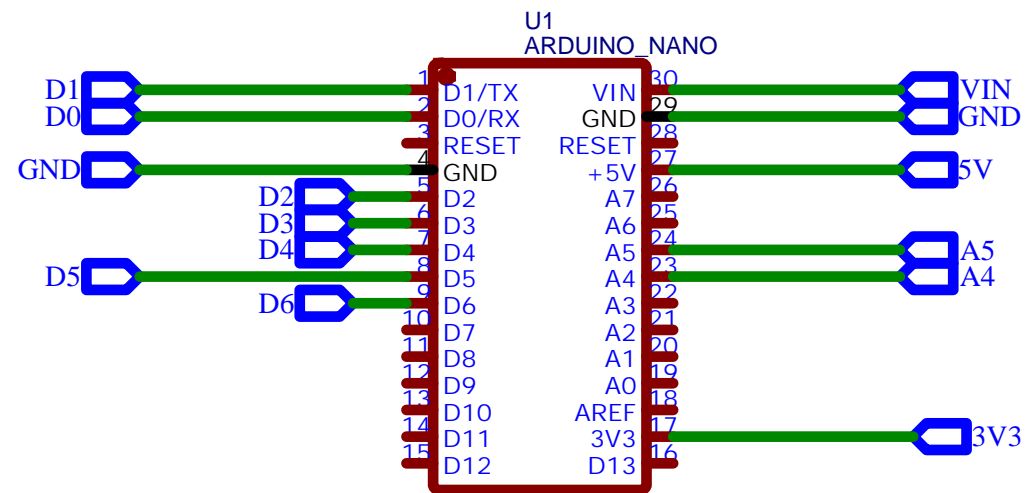 U1
ARDUINO_NANO
D1 1 D1/TX VIN 30 VIN
D0 2 D0/RX GND 29 GND
3 RESET RESET 28
GND 4 GND +5V 27 5V
D2 5 D2 A7 26
D3 6 D3 A6 25
D4 7 D4 A5 24 A5
D5 8 D5 A4 23 A4
D6 9 D6 A3 22
10 D7 A2 21
11 D8 A1 20
12 D9 A0 19
13 D10 AREF 18
14 D11 3V3 17 3V3
15 D12 D13 16